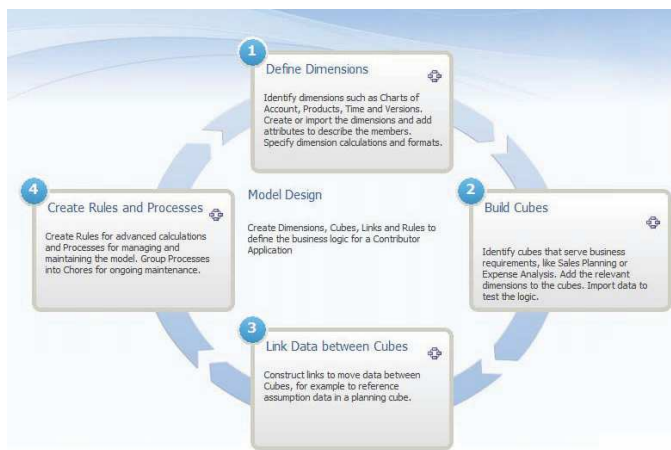 1
Define Dimensions
Identify dimensions such as Charts of
Account, Products, Time and Versions.
Create or import the dimensions and add
attributes to describe the members.
Specify dimension calculations and formats.
2
Build Cubes
Identify cubes that serve business
requirements, like Sales Planning or
Expense Analysis. Add the relevant
dimensions to the cubes. Import data to
test the logic.
3
Link Data between Cubes
Construct links to move data between
Cubes, for example to reference
assumption data in a planning cube.
4
Create Rules and Processes
Create Rules for advanced calculations
and Processes for managing and
maintaining the model. Group Processes
into Chores for ongoing maintenance.
Model Design
Create Dimensions, Cubes, Links and Rules to
define the business logic for a Contributor
Application